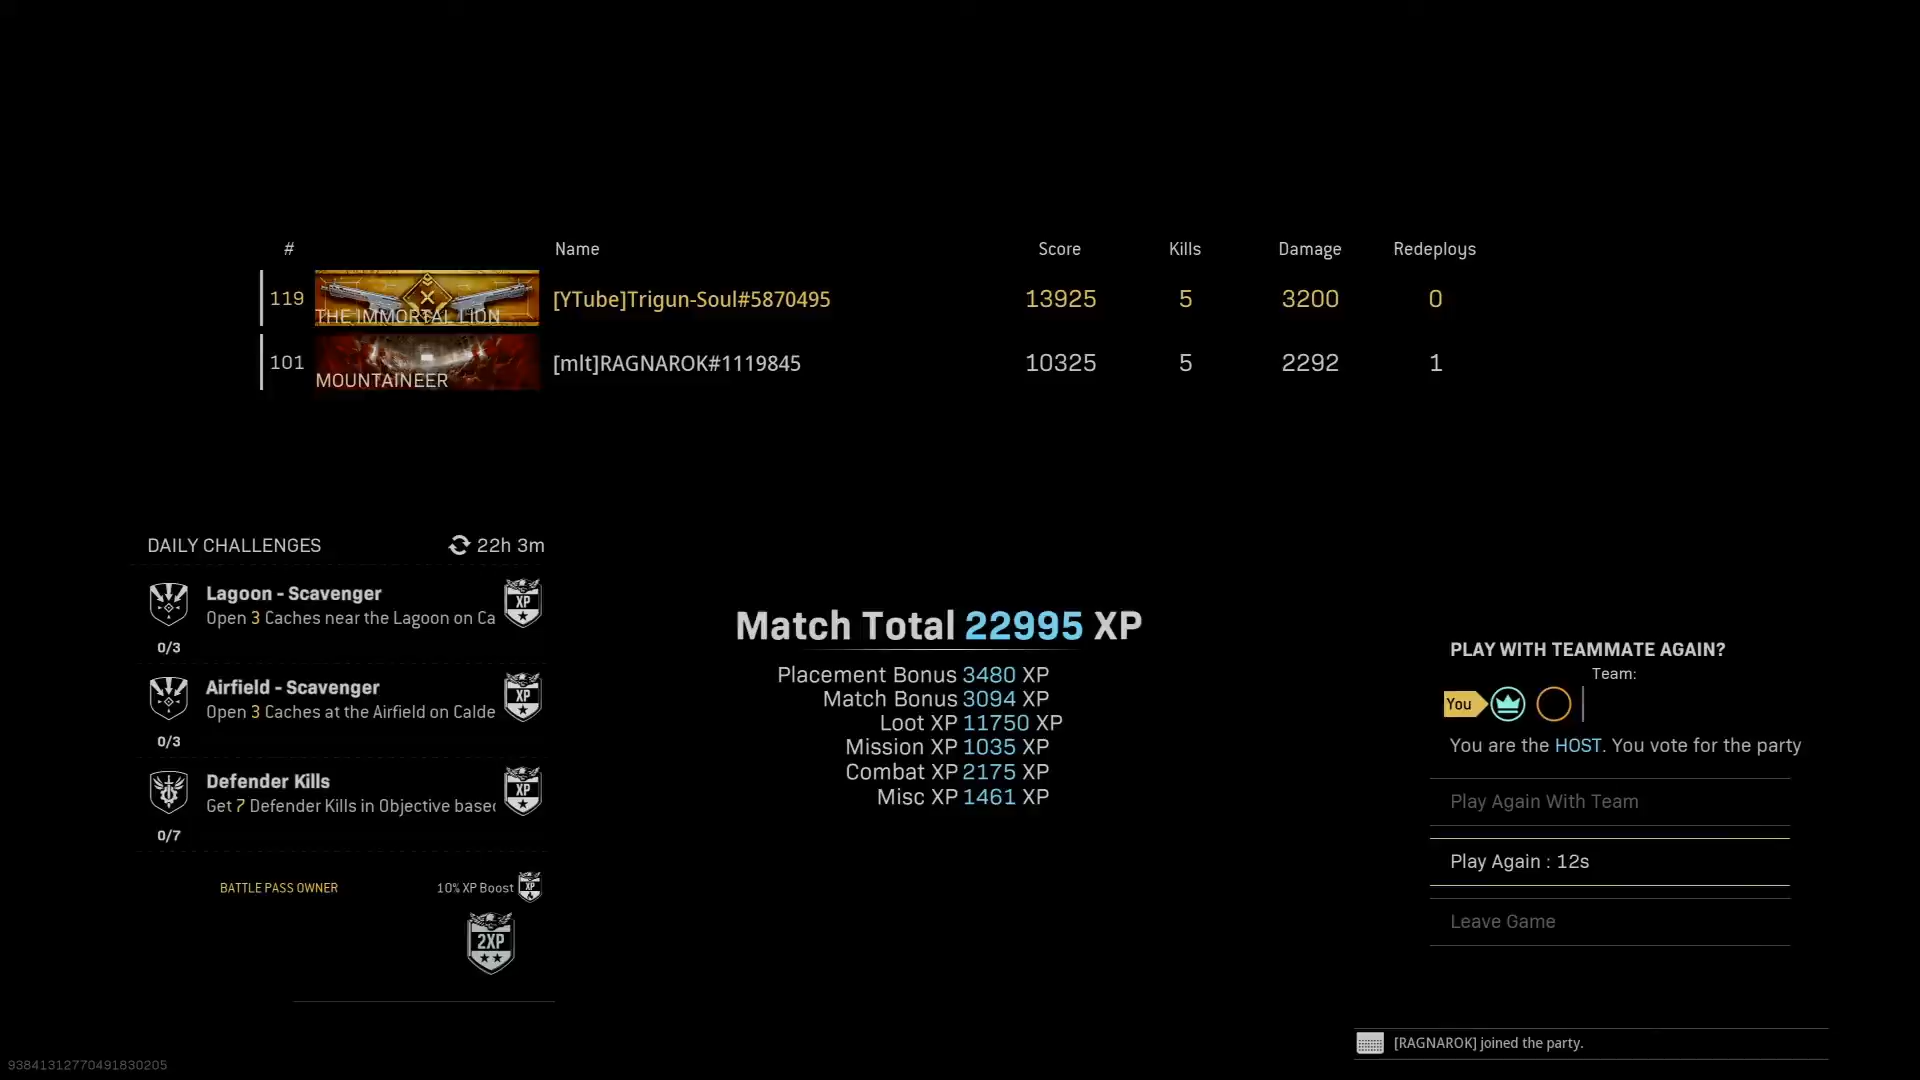 # Name Score Kills Damage Redeploys
119 THE IMMORTAL LION [YTube]Trigun-Soul#5870495 13925 5 3200 0
101 MOUNTAINEER [mlt]RAGNAROK#1119845 10325 5 2292 1
DAILY CHALLENGES 22h 3m
Lagoon - Scavenger
Open 3 Caches near the Lagoon on Ca
XP
0/3
Airfield - Scavenger
Open 3 Caches at the Airfield on Calde
XP
0/3
Defender Kills
Get 7 Defender Kills in Objective based
XP
0/7
BATTLE PASS OWNER 10% XP Boost XP
2XP
Match Total 22995 XP
Placement Bonus 3480 XP
Match Bonus 3094 XP
Loot XP 11750 XP
Mission XP 1035 XP
Combat XP 2175 XP
Misc XP 1461 XP
PLAY WITH TEAMMATE AGAIN?
Team:
You
You are the HOST. You vote for the party
Play Again With Team
Play Again : 12s
Leave Game
[RAGNAROK] joined the party.
93841312770491830205